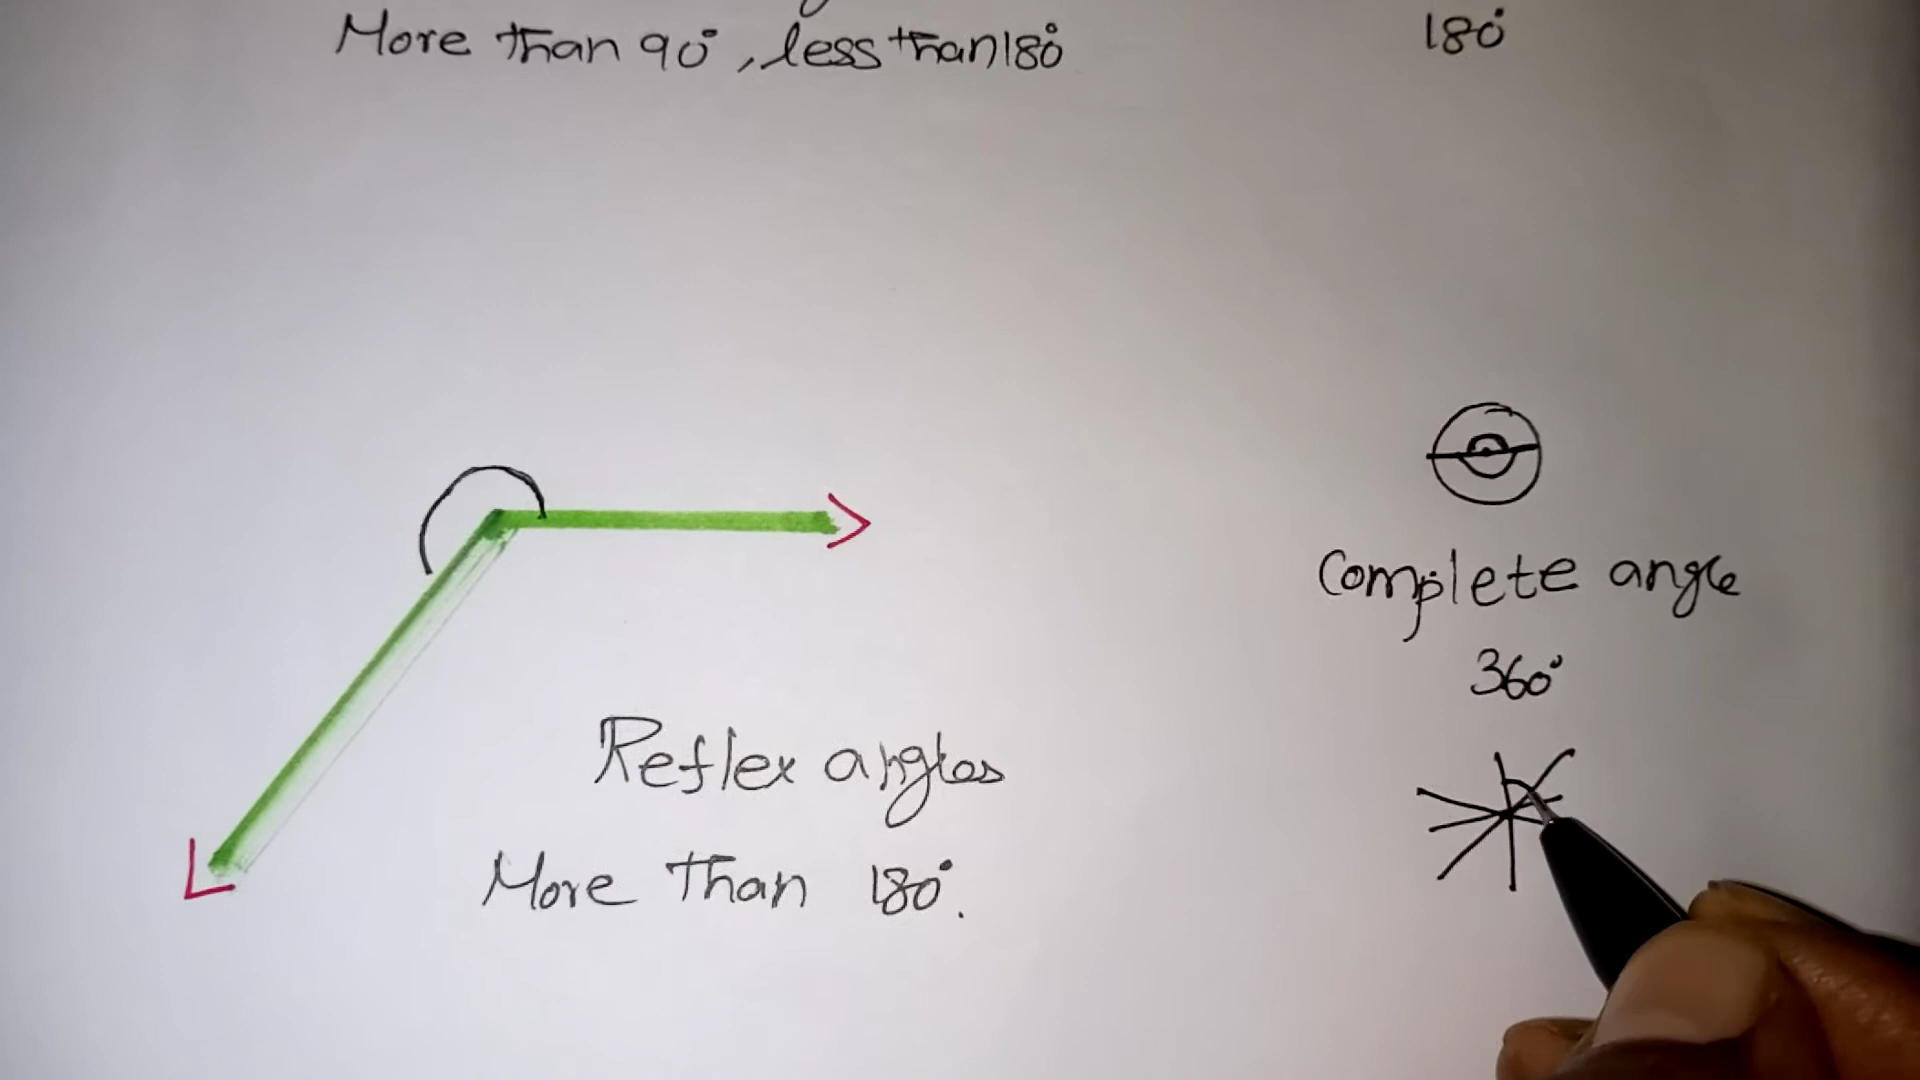 More than 90°, less than 180°
180°
Complete angle
360°
Reflex angles
More than 180°.